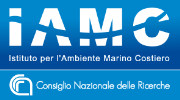 iAMC
Istituto per l'Ambiente Marino Costiero
Consiglio Nazionale delle Ricerche